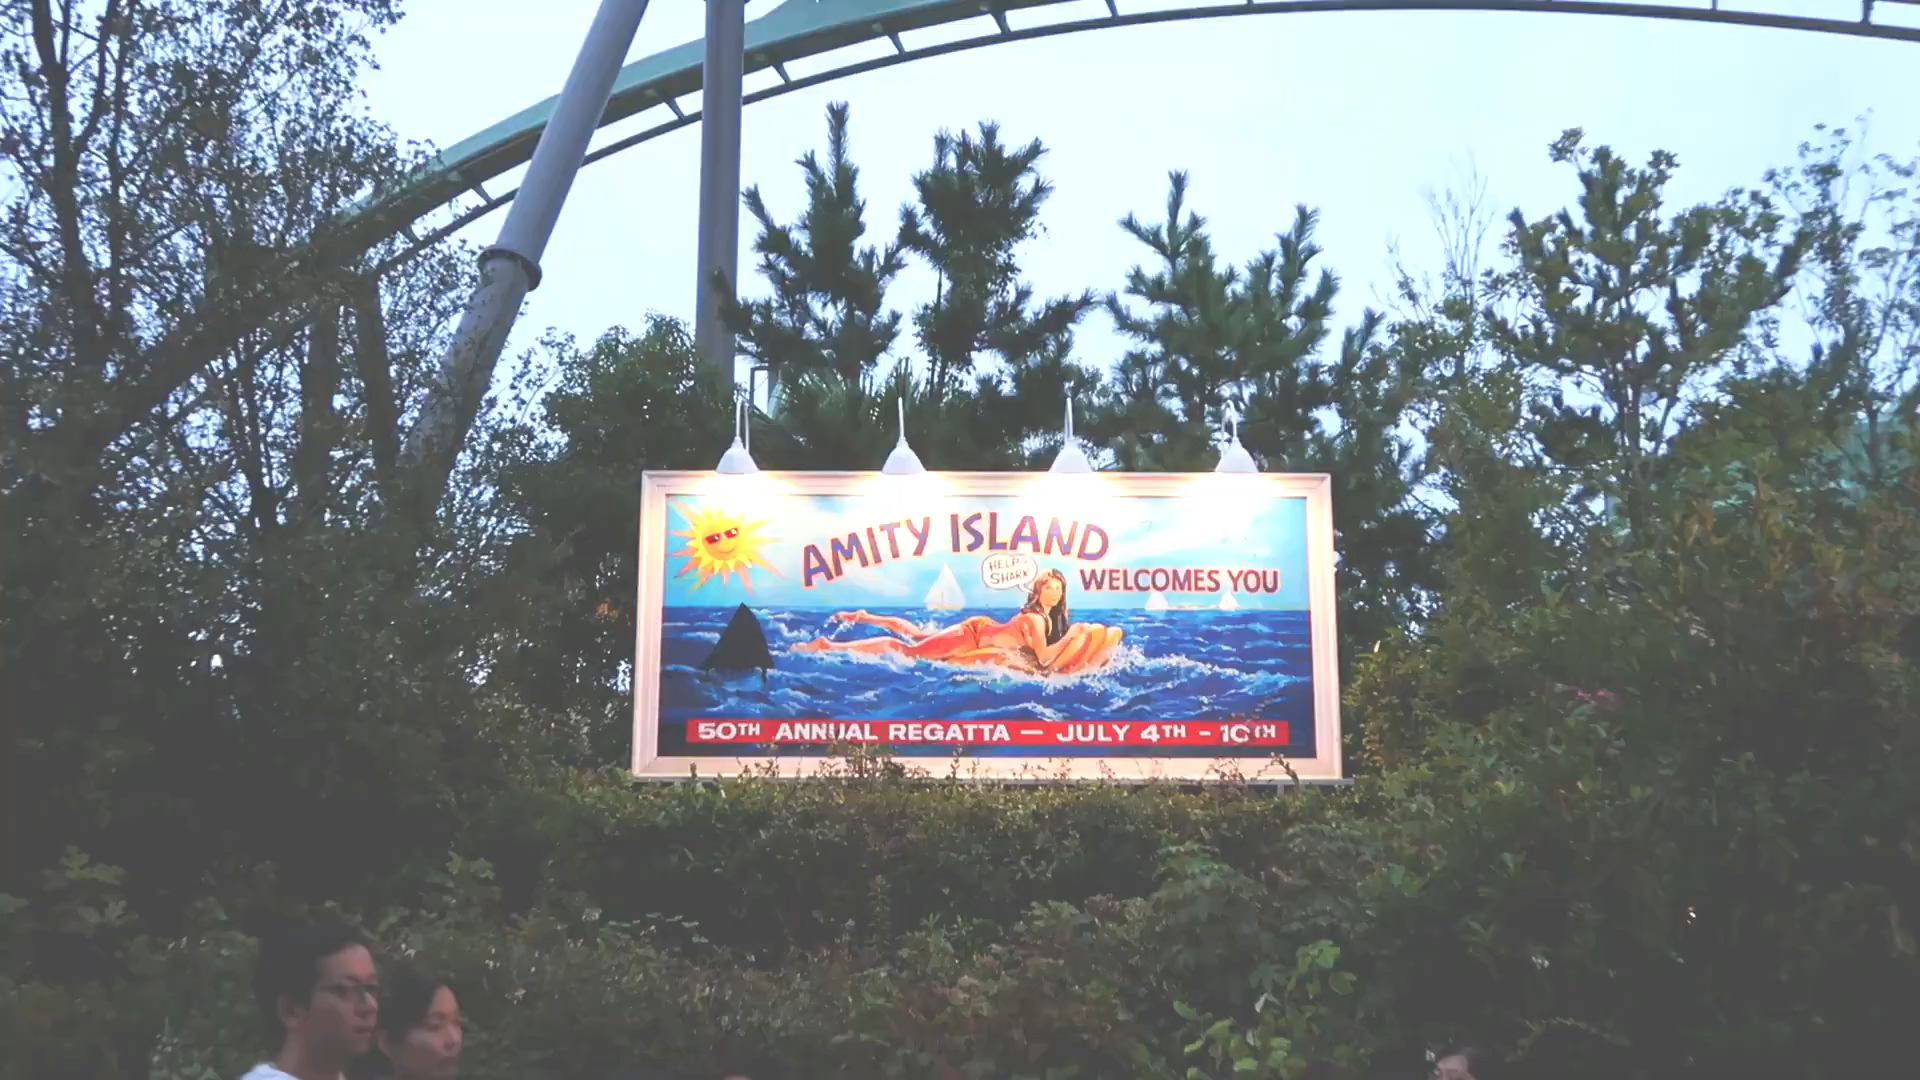 AMITY ISLAND
HELP!
SHARK
WELCOMES YOU
50TH ANNUAL REGATTA — JULY 4TH - 10TH